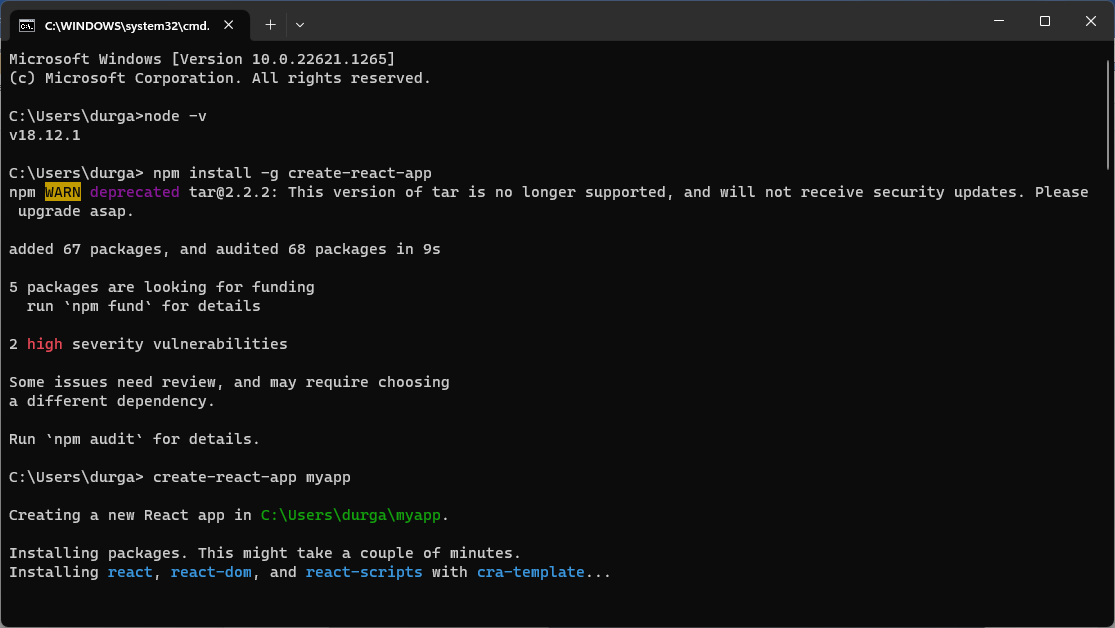 C:\WINDOWS\system32\cmd.
Microsoft Windows [Version 10.0.22621.1265]
(c) Microsoft Corporation. All rights reserved.
C:\Users\durga>node -v
v18.12.1
C:\Users\durga> npm install -g create-react-app
npm WARN deprecated tar@2.2.2: This version of tar is no longer supported, and will not receive security updates. Please
 upgrade asap.
added 67 packages, and audited 68 packages in 9s
5 packages are looking for funding
  run `npm fund` for details
2 high severity vulnerabilities
Some issues need review, and may require choosing
a different dependency.
Run `npm audit` for details.
C:\Users\durga> create-react-app myapp
Creating a new React app in C:\Users\durga\myapp.
Installing packages. This might take a couple of minutes.
Installing react, react-dom, and react-scripts with cra-template...